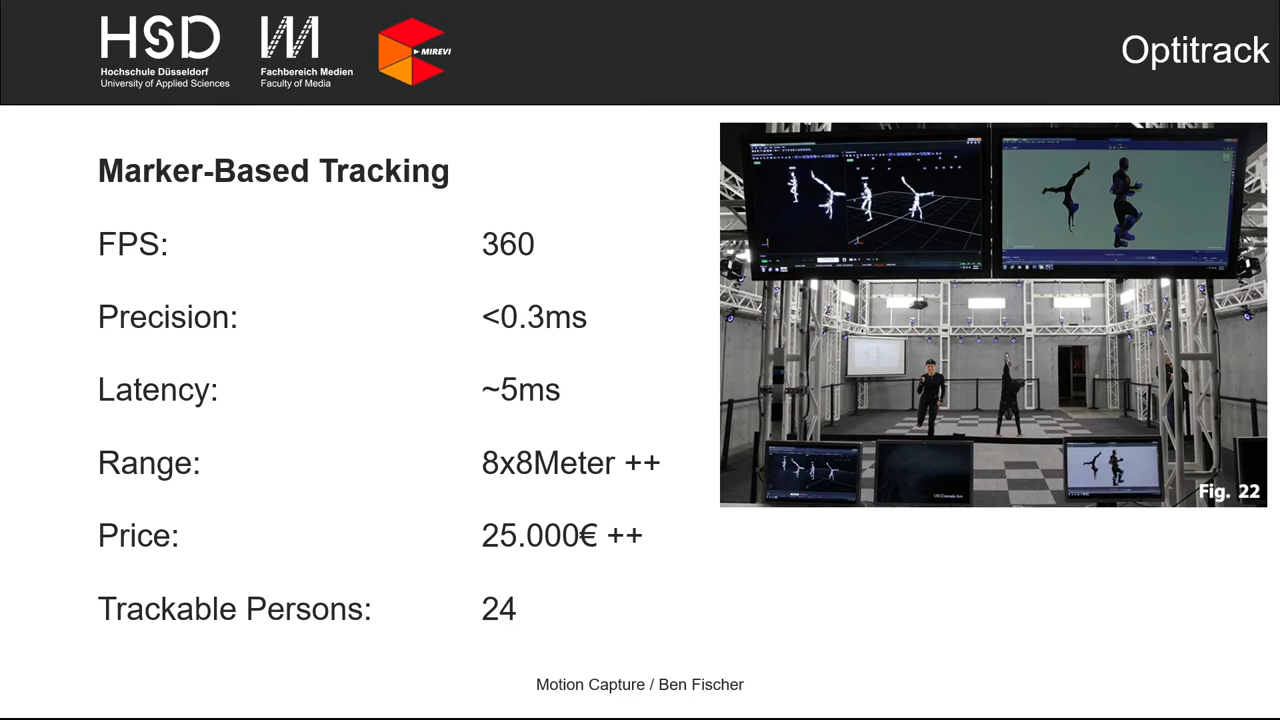 HSD
Hochschule Düsseldorf
University of Applied Sciences
Fachbereich Medien
Faculty of Media
MIREVI
Optitrack
Marker-Based Tracking
FPS: 360
Precision: <0.3ms
Latency: ~5ms
Range: 8x8Meter ++
Price: 25.000€ ++
Trackable Persons: 24
Fig. 22
Motion Capture / Ben Fischer